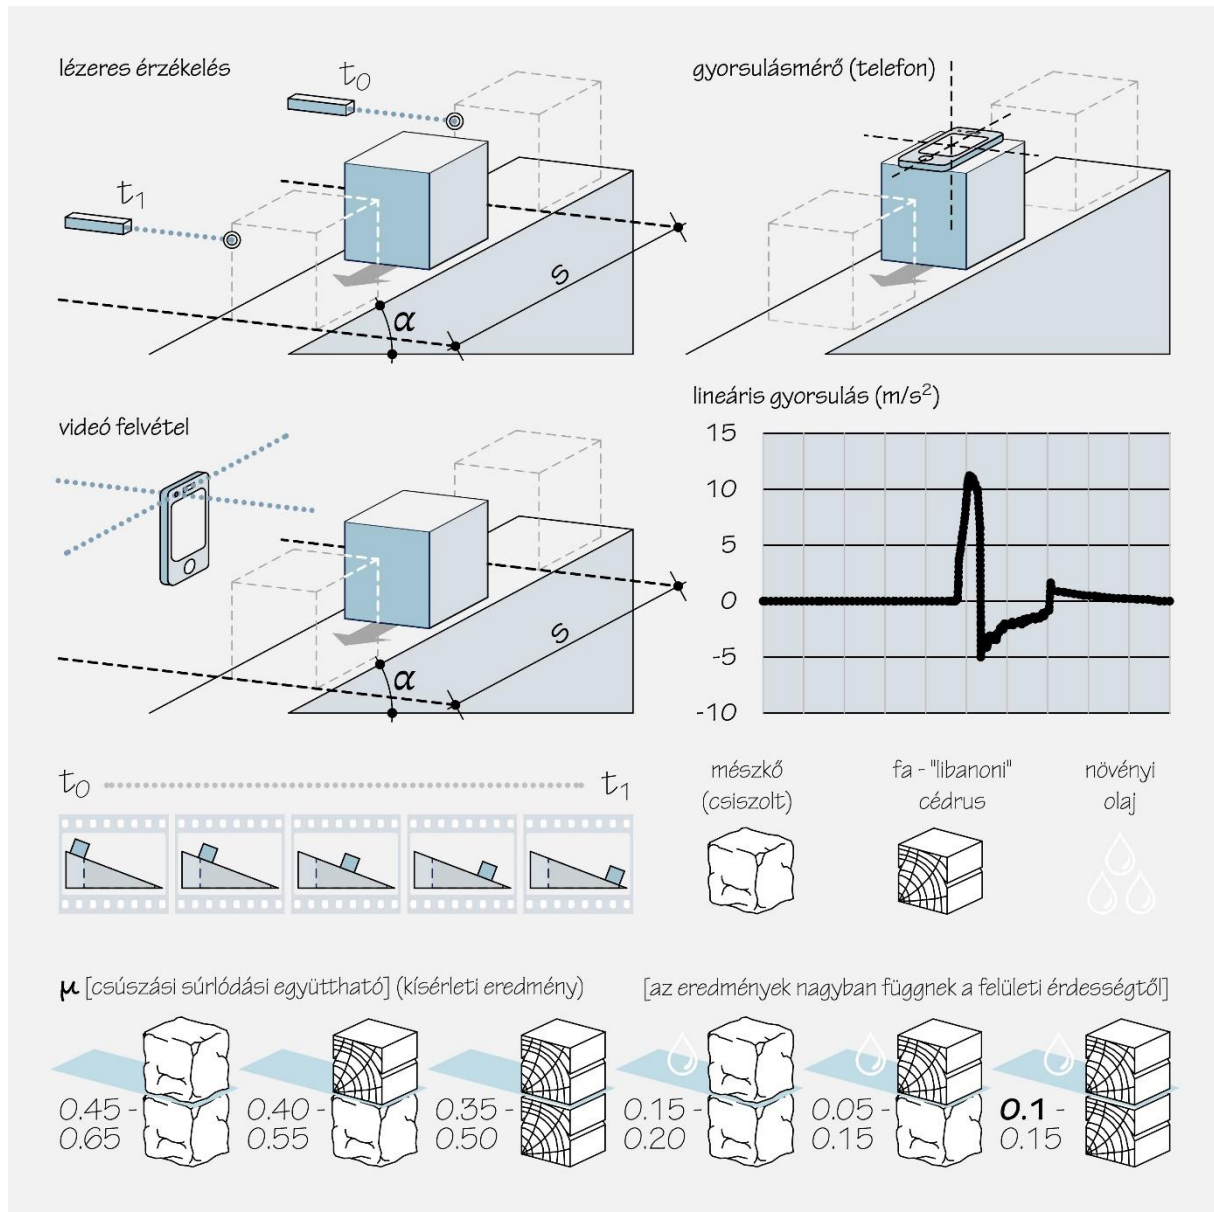 lézeres érzékelés
t0
t1
α
s
gyorsulásmérő (telefon)
videó felvétel
α
s
lineáris gyorsulás (m/s²)
15
10
5
0
-5
-10
t0
t1
mészkő
(csiszolt)
fa - "libanoni"
cédrus
növényi
olaj
μ [csúszási súrlódási együttható] (kísérleti eredmény)
[az eredmények nagyban függnek a felületi érdességtől]
0.45 -
0.65
0.40 -
0.55
0.35 -
0.50
0.15 -
0.20
0.05 -
0.15
0.1 -
0.15